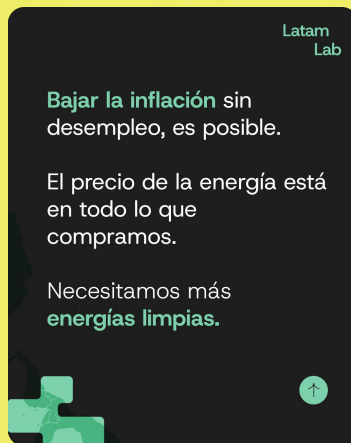 Latam
Lab
Bajar la inflación sin
desempleo, es posible.
El precio de la energía está
en todo lo que
compramos.
Necesitamos más
energías limpias.